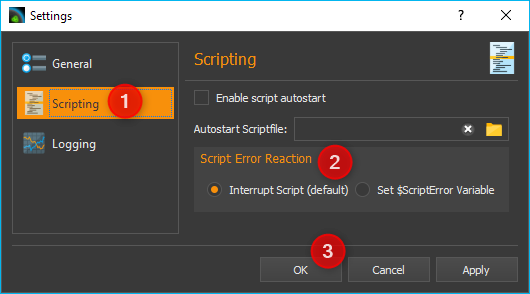 Settings
?
General
Scripting
1
Logging
Scripting
Enable script autostart
Autostart Scriptfile:
Script Error Reaction
2
Interrupt Script (default)
Set $ScriptError Variable
3
OK
Cancel
Apply